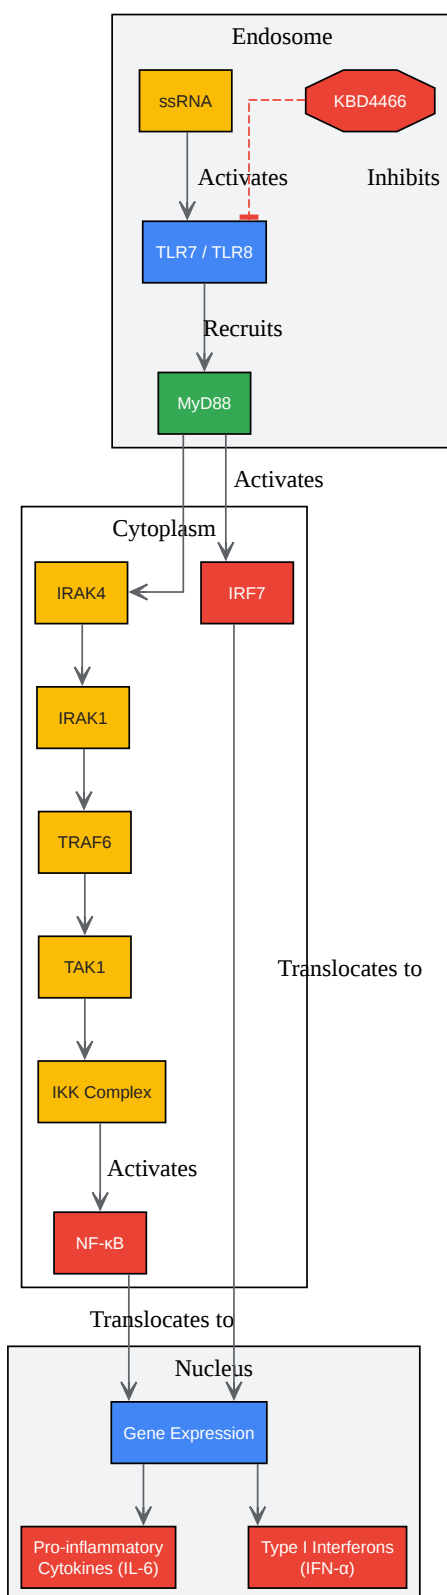 Endosome
ssRNA
KBD4466
Activates
Inhibits
TLR7 / TLR8
Recruits
MyD88
Activates
Cytoplasm
IRAK4
IRF7
IRAK1
TRAF6
TAK1
Translocates to
IKK Complex
Activates
NF-κB
Translocates to
Nucleus
Gene Expression
Pro-inflammatory
Cytokines (IL-6)
Type I Interferons
(IFN-α)